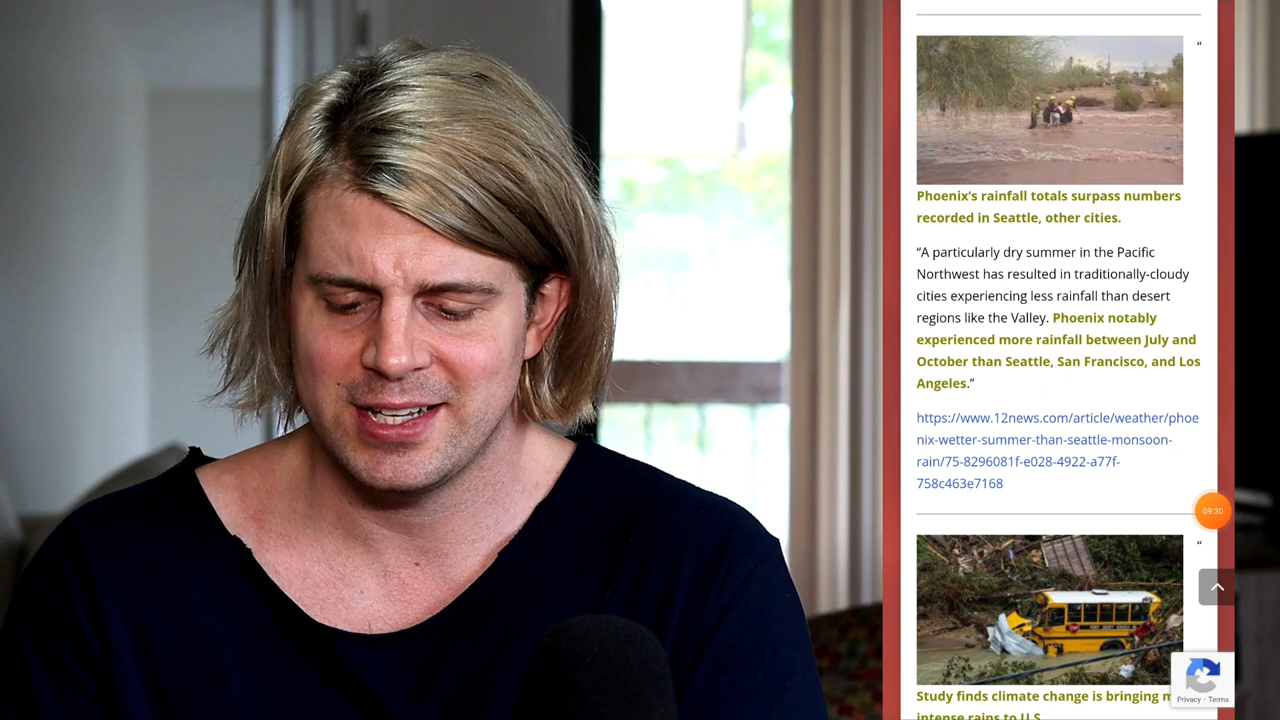 “
Phoenix’s rainfall totals surpass numbers
recorded in Seattle, other cities.
“A particularly dry summer in the Pacific
Northwest has resulted in traditionally-cloudy
cities experiencing less rainfall than desert
regions like the Valley. Phoenix notably
experienced more rainfall between July and
October than Seattle, San Francisco, and Los
Angeles.”
https://www.12news.com/article/weather/phoe
nix-wetter-summer-than-seattle-monsoon-
rain/75-8296081f-e028-4922-a77f-
758c463e7168
09:30
“
Study finds climate change is bringing
intense rains to U.S.
Privacy - Terms